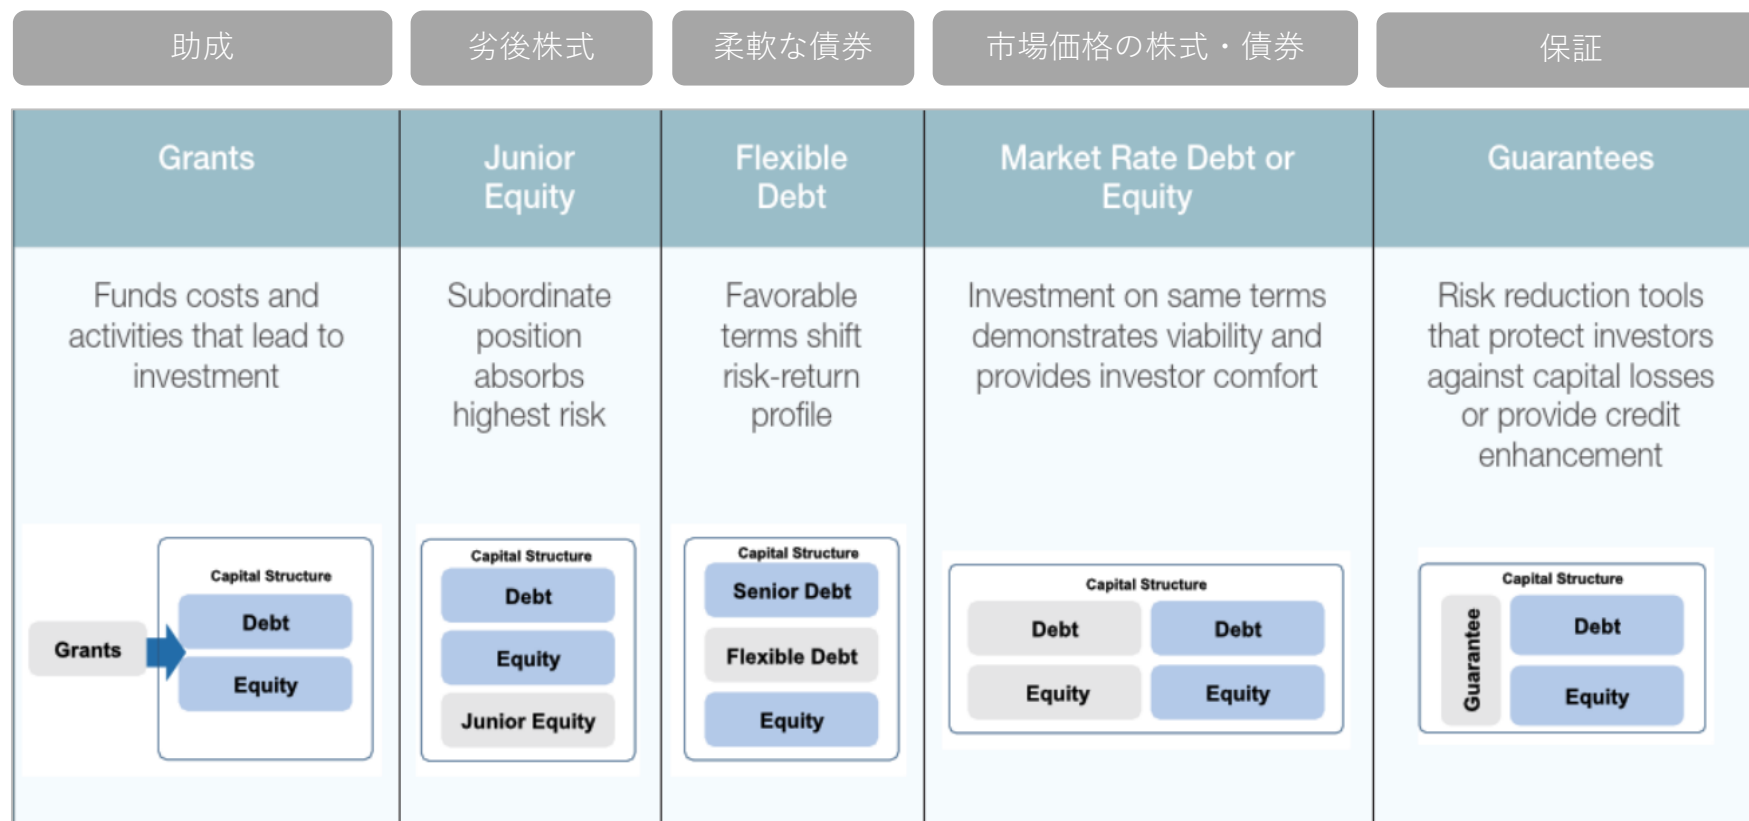 助成
劣後株式
柔軟な債券
市場価格の株式・債券
保証
Grants
Junior
Equity
Flexible
Debt
Market Rate Debt or
Equity
Guarantees
Funds costs and
activities that lead to
investment
Subordinate
position
absorbs
highest risk
Favorable
terms shift
risk-return
profile
Investment on same terms
demonstrates viability and
provides investor comfort
Risk reduction tools
that protect investors
against capital losses
or provide credit
enhancement
Grants
Capital Structure
Debt
Equity
Capital Structure
Debt
Equity
Junior Equity
Capital Structure
Senior Debt
Flexible Debt
Equity
Capital Structure
Debt
Debt
Equity
Equity
Capital Structure
Guarantee
Debt
Equity